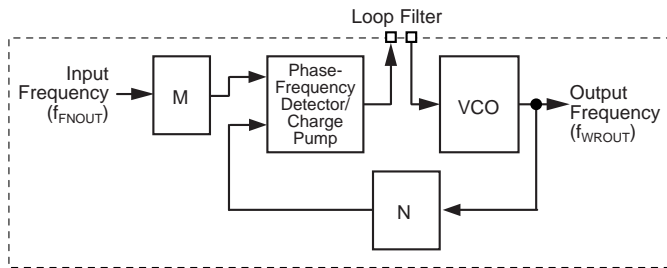 Loop Filter
Input
Frequency
(fFNOUT)
M
Phase-
Frequency
Detector/
Charge
Pump
VCO
Output
Frequency
(fWROUT)
N